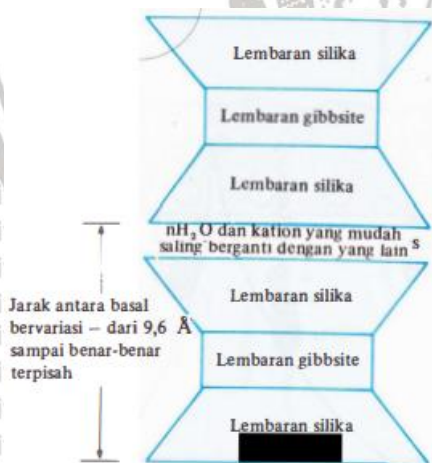 Lembaran silika
Lembaran gibbsite
Lembaran silika
nH₂O dan kation yang mudah
saling berganti dengan yang lain s
Lembaran silika
Jarak antara basal
bervariasi – dari 9,6 Å
sampai benar-benar
terpisah
Lembaran gibbsite
Lembaran silika